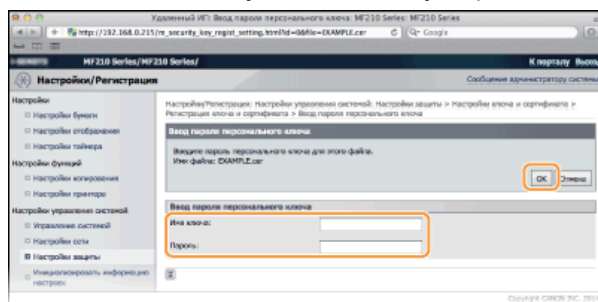 Удаленный ИП: Ввод пароля персонального ключа: MF210 Series: MF210 Series
http://192.168.0.215/m_security_key_regist_setting.html?id=0&file=EXAMPLE.cer
Google
MF210 Series/MF210 Series/
К порталу
Настройки/Регистрация
Сообщение администратору системы
Настройки
Настройки бумаги
Настройки отображения
Настройки таймера
Настройки функций
Настройки копирования
Настройки принтера
Настройки управления системой
Управление системой
Настройки сети
Настройки защиты
Инициализировать информацию настроек
Настройки/Регистрация: Настройки управления системой: Настройки защиты > Настройки ключа и сертификата >
Регистрация ключа и сертификата > Ввод пароля персонального ключа
Ввод пароля персонального ключа
Введите пароль персонального ключа для этого файла.
Имя файла: EXAMPLE.cer
OK
Отмена
Ввод пароля персонального ключа
Имя ключа:
Пароль:
Copyright CANON INC. 2014